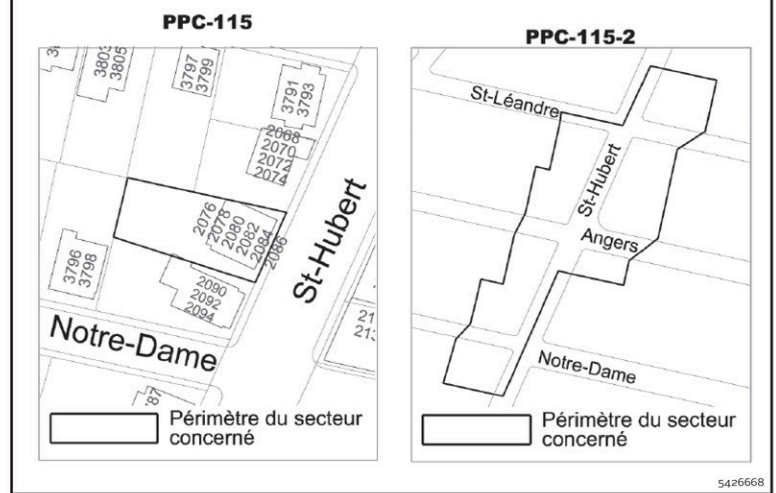 PPC-115
3803
3805
3797
3799
3791
3793
2068
2070
2072
2074
2076
2078
2080
2082
2084
2086
St-Hubert
3796
3798
2090
2092
2094
Notre-Dame
Périmètre du secteur
concerné
PPC-115-2
St-Léandre
St-Hubert
Angers
Notre-Dame
Périmètre du secteur
concerné
5426668